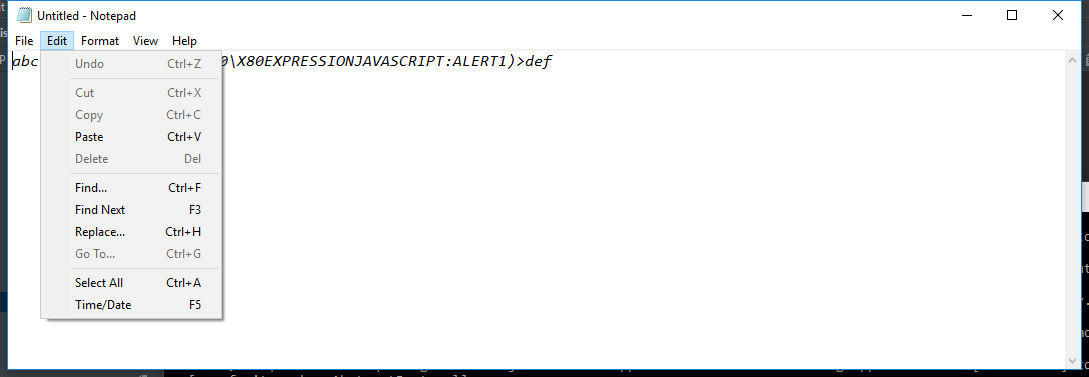 Untitled - Notepad
File Edit Format View Help
abc 0\X80EXPRESSIONJAVASCRIPT:ALERT1)>def
Undo Ctrl+Z
Cut Ctrl+X
Copy Ctrl+C
Paste Ctrl+V
Delete Del
Find... Ctrl+F
Find Next F3
Replace... Ctrl+H
Go To... Ctrl+G
Select All Ctrl+A
Time/Date F5